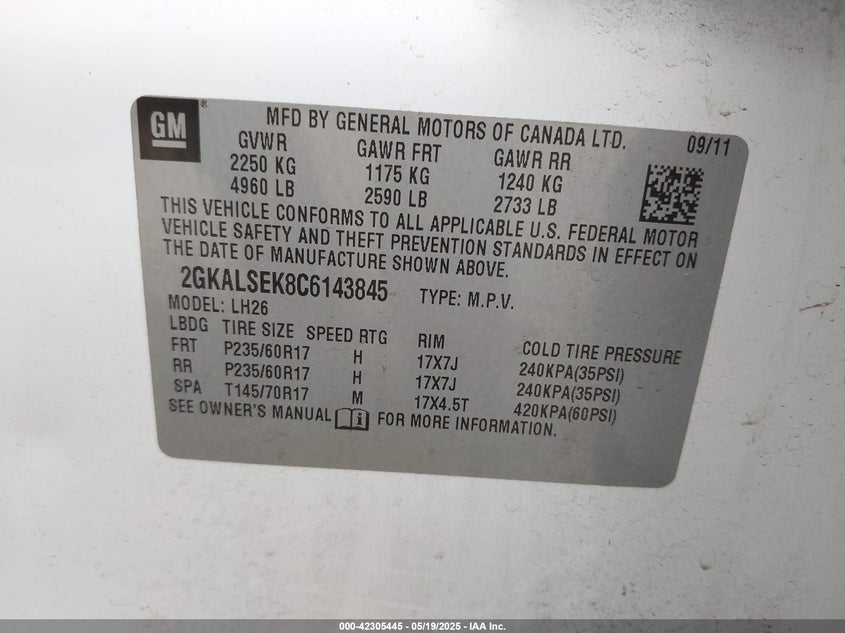 GM ®
MFD BY GENERAL MOTORS OF CANADA LTD. 09/11
GVWR GAWR FRT GAWR RR
2250 KG 1175 KG 1240 KG
4960 LB 2590 LB 2733 LB
THIS VEHICLE CONFORMS TO ALL APPLICABLE U.S. FEDERAL MOTOR
VEHICLE SAFETY AND THEFT PREVENTION STANDARDS IN EFFECT ON
THE DATE OF MANUFACTURE SHOWN ABOVE.
2GKALSEK8C6143845 TYPE: M.P.V.
MODEL: LH26
LBDG TIRE SIZE SPEED RTG RIM COLD TIRE PRESSURE
FRT P235/60R17 H 17X7J 240KPA(35PSI)
RR P235/60R17 H 17X7J 240KPA(35PSI)
SPA T145/70R17 M 17X4.5T 420KPA(60PSI)
SEE OWNER'S MANUAL FOR MORE INFORMATION.
000-42305445 - 05/19/2025 - IAA Inc.